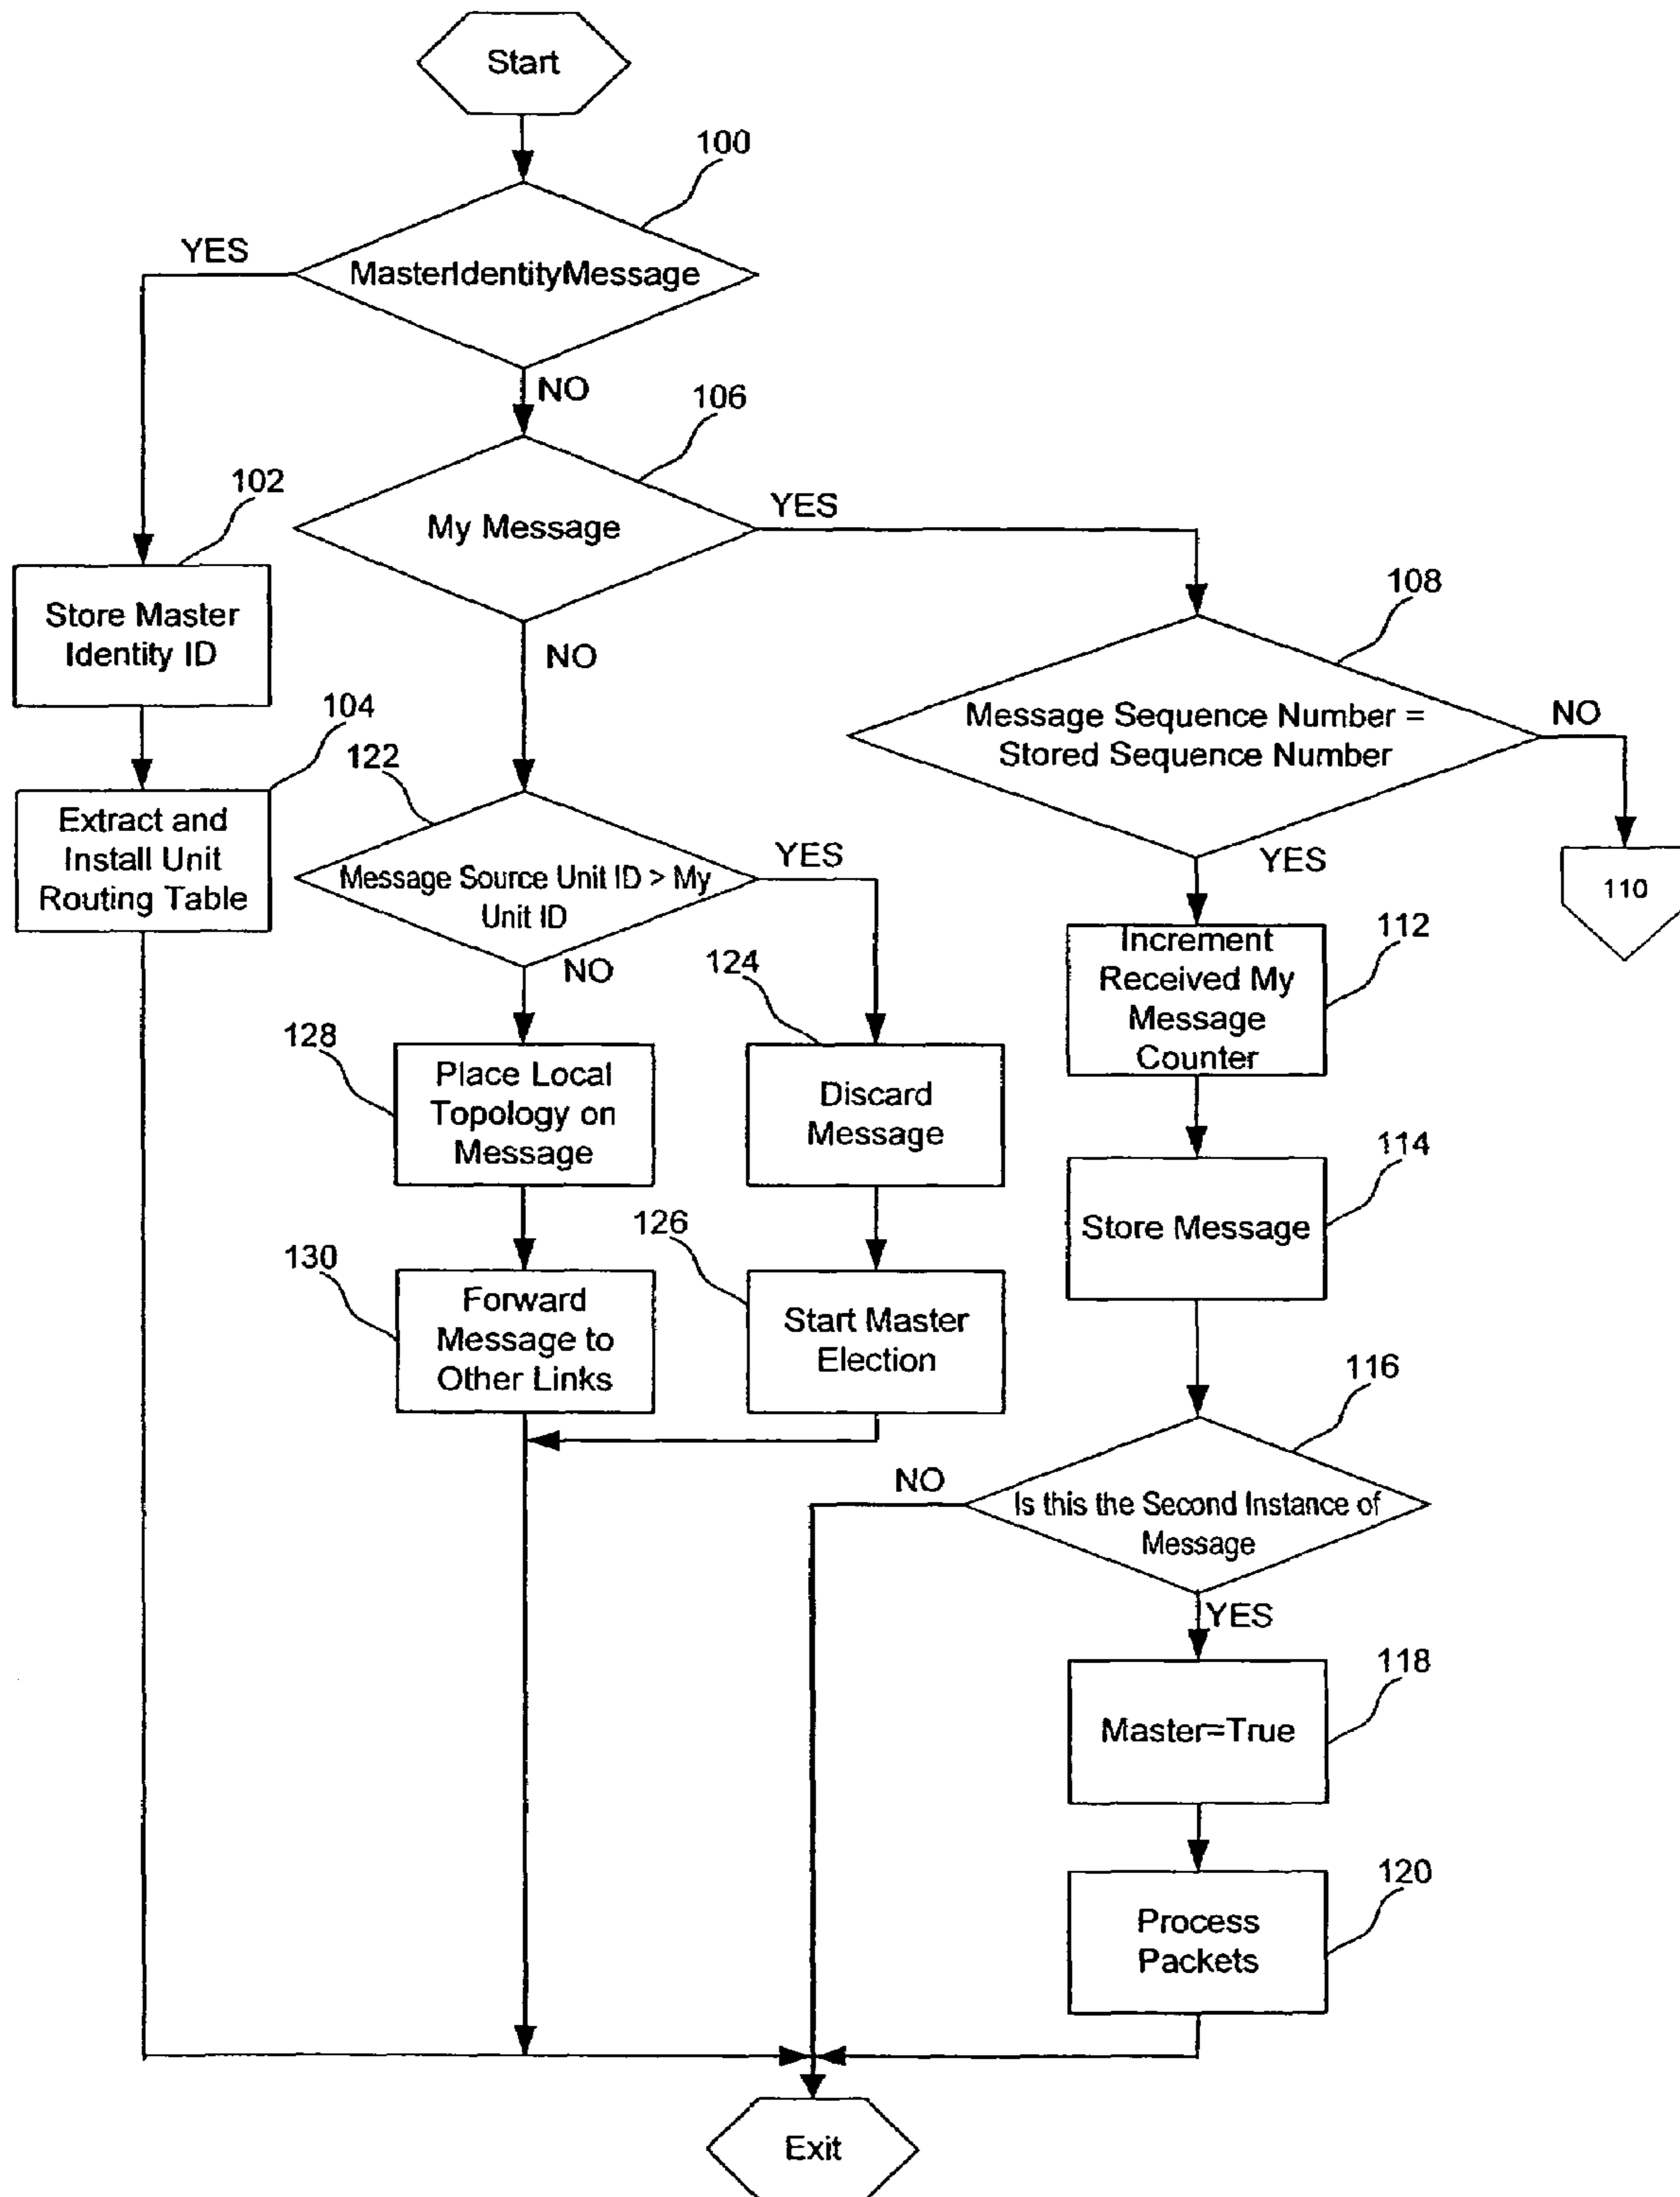 Start
100
YES
MasterIdentityMessage
NO
106
102
My Message
YES
Store Master
Identity ID
108
NO
104
Message Sequence Number =
Stored Sequence Number
NO
122
Extract and
Install Unit
Routing Table
YES
Message Source Unit ID > My
Unit ID
YES
110
NO
124
Increment
Received My
Message
Counter
112
128
Place Local
Topology on
Message
Discard
Message
114
Store Message
126
130
Forward
Message to
Other Links
Start Master
Election
116
NO
Is this the Second Instance of
Message
YES
118
Master=True
120
Process
Packets
Exit